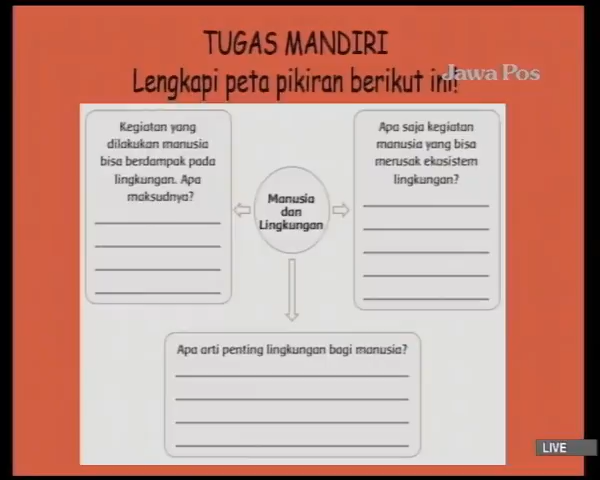 TUGAS MANDIRI
Lengkapi peta pikiran berikut ini!
Jawa Pos
Kegiatan yang
dilakukan manusia
bisa berdampak pada
lingkungan. Apa
maksudnya?
Apa saja kegiatan
manusia yang bisa
merusak ekosistem
lingkungan?
Manusia
dan
Lingkungan
Apa arti penting lingkungan bagi manusia?
LIVE